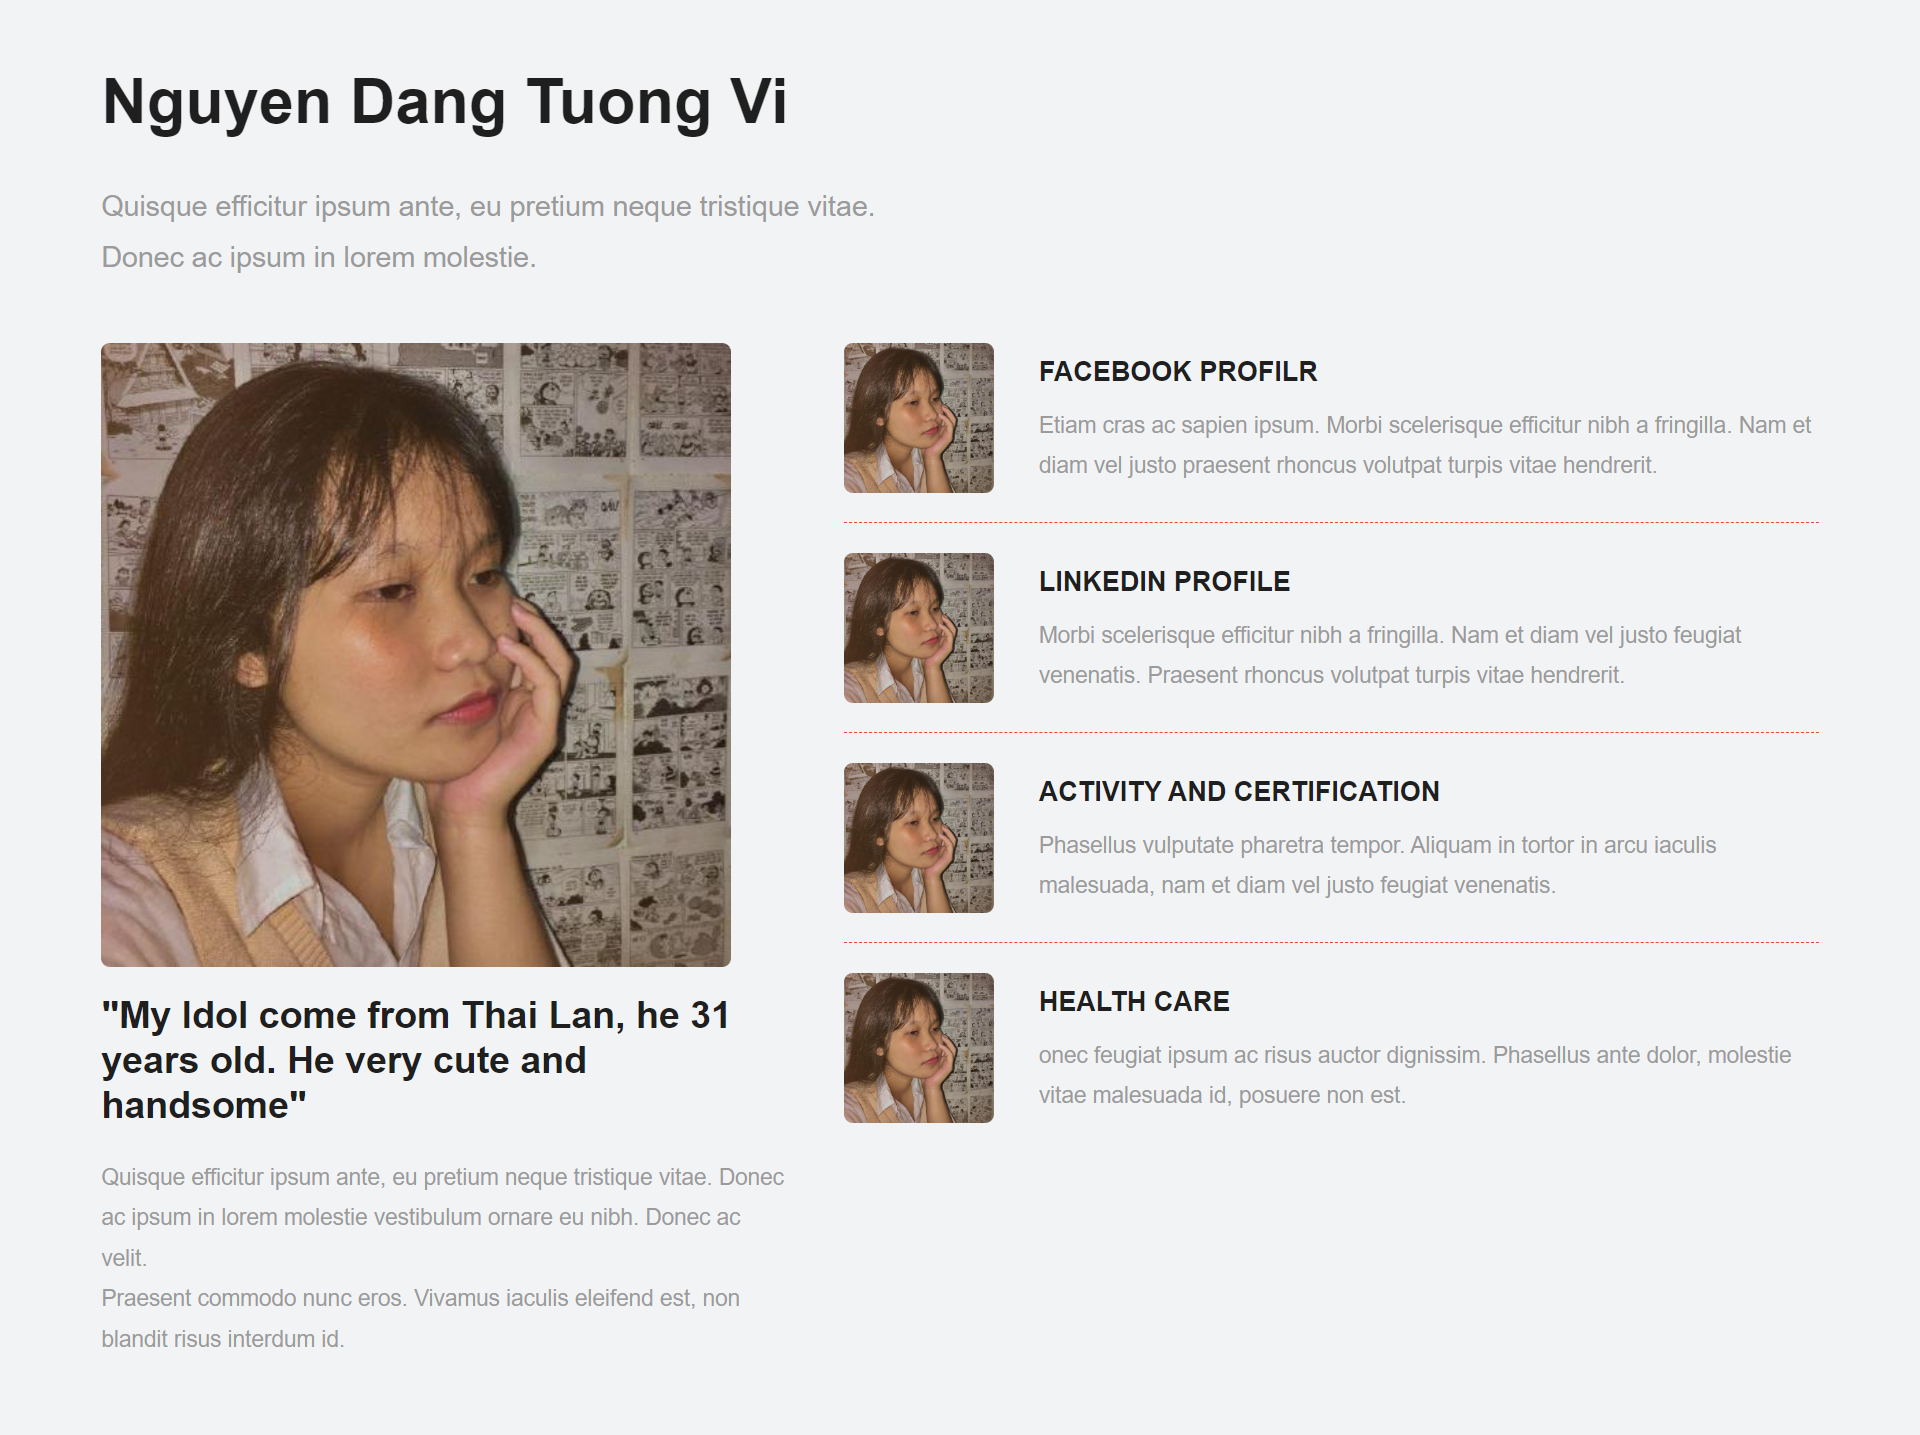 Nguyen Dang Tuong Vi
Quisque efficitur ipsum ante, eu pretium neque tristique vitae.
Donec ac ipsum in lorem molestie.
"My Idol come from Thai Lan, he 31
years old. He very cute and
handsome"
Quisque efficitur ipsum ante, eu pretium neque tristique vitae. Donec
ac ipsum in lorem molestie vestibulum ornare eu nibh. Donec ac
velit.
Praesent commodo nunc eros. Vivamus iaculis eleifend est, non
blandit risus interdum id.
FACEBOOK PROFILR
Etiam cras ac sapien ipsum. Morbi scelerisque efficitur nibh a fringilla. Nam et
diam vel justo praesent rhoncus volutpat turpis vitae hendrerit.
LINKEDIN PROFILE
Morbi scelerisque efficitur nibh a fringilla. Nam et diam vel justo feugiat
venenatis. Praesent rhoncus volutpat turpis vitae hendrerit.
ACTIVITY AND CERTIFICATION
Phasellus vulputate pharetra tempor. Aliquam in tortor in arcu iaculis
malesuada, nam et diam vel justo feugiat venenatis.
HEALTH CARE
onec feugiat ipsum ac risus auctor dignissim. Phasellus ante dolor, molestie
vitae malesuada id, posuere non est.